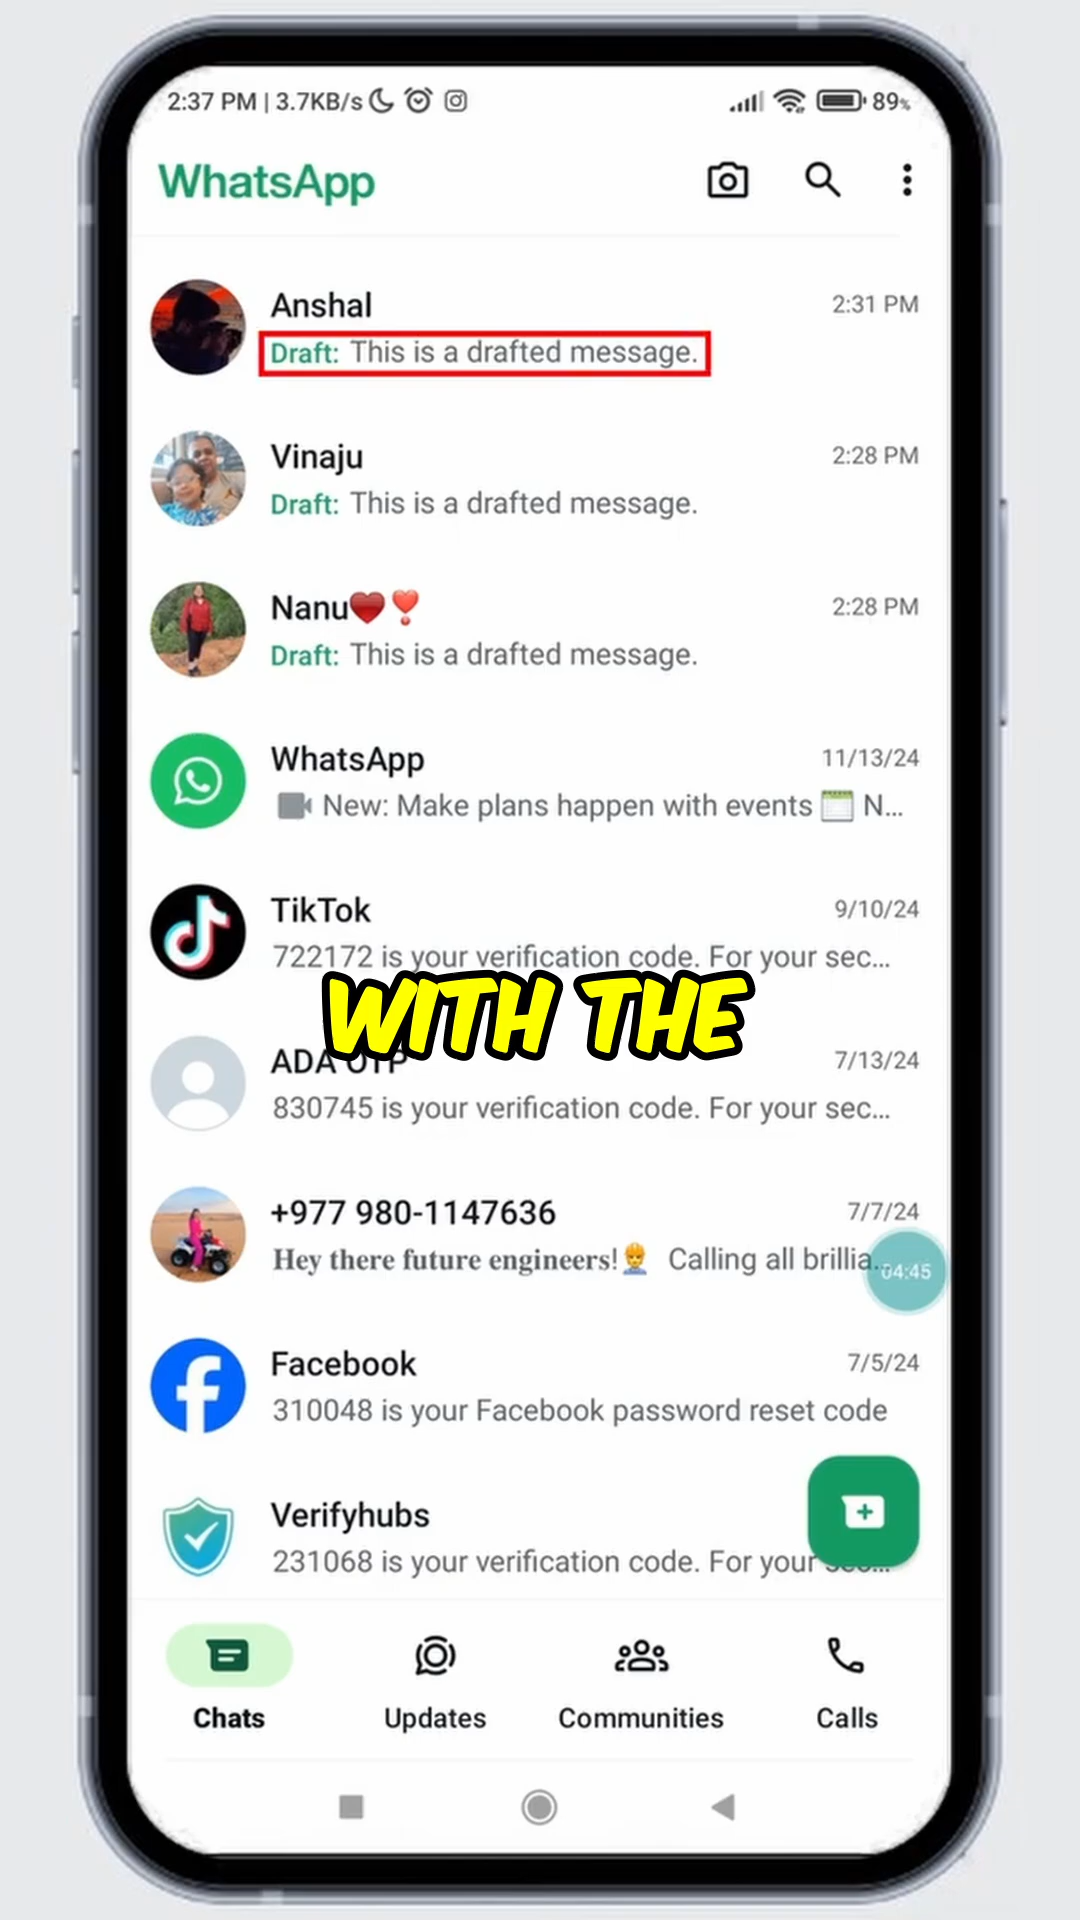 2:37 PM | 3.7KB/s 89%
WhatsApp
Anshal 2:31 PM
Draft: This is a drafted message.
Vinaju 2:28 PM
Draft: This is a drafted message.
Nanu❤️❣️ 2:28 PM
Draft: This is a drafted message.
WhatsApp 11/13/24
New: Make plans happen with events 🗓️ N...
TikTok 9/10/24
722172 is your verification code. For your sec...
WITH THE
ADA OTP 7/13/24
830745 is your verification code. For your sec...
+977 980-1147636 7/7/24
𝐇𝐞𝐲 𝐭𝐡𝐞𝐫𝐞 𝐟𝐮𝐭𝐮𝐫𝐞 𝐞𝐧𝐠𝐢𝐧𝐞𝐞𝐫𝐬!👷 Calling all brillia...
04:45
Facebook 7/5/24
310048 is your Facebook password reset code
Verifyhubs
231068 is your verification code. For your sec...
Chats Updates Communities Calls